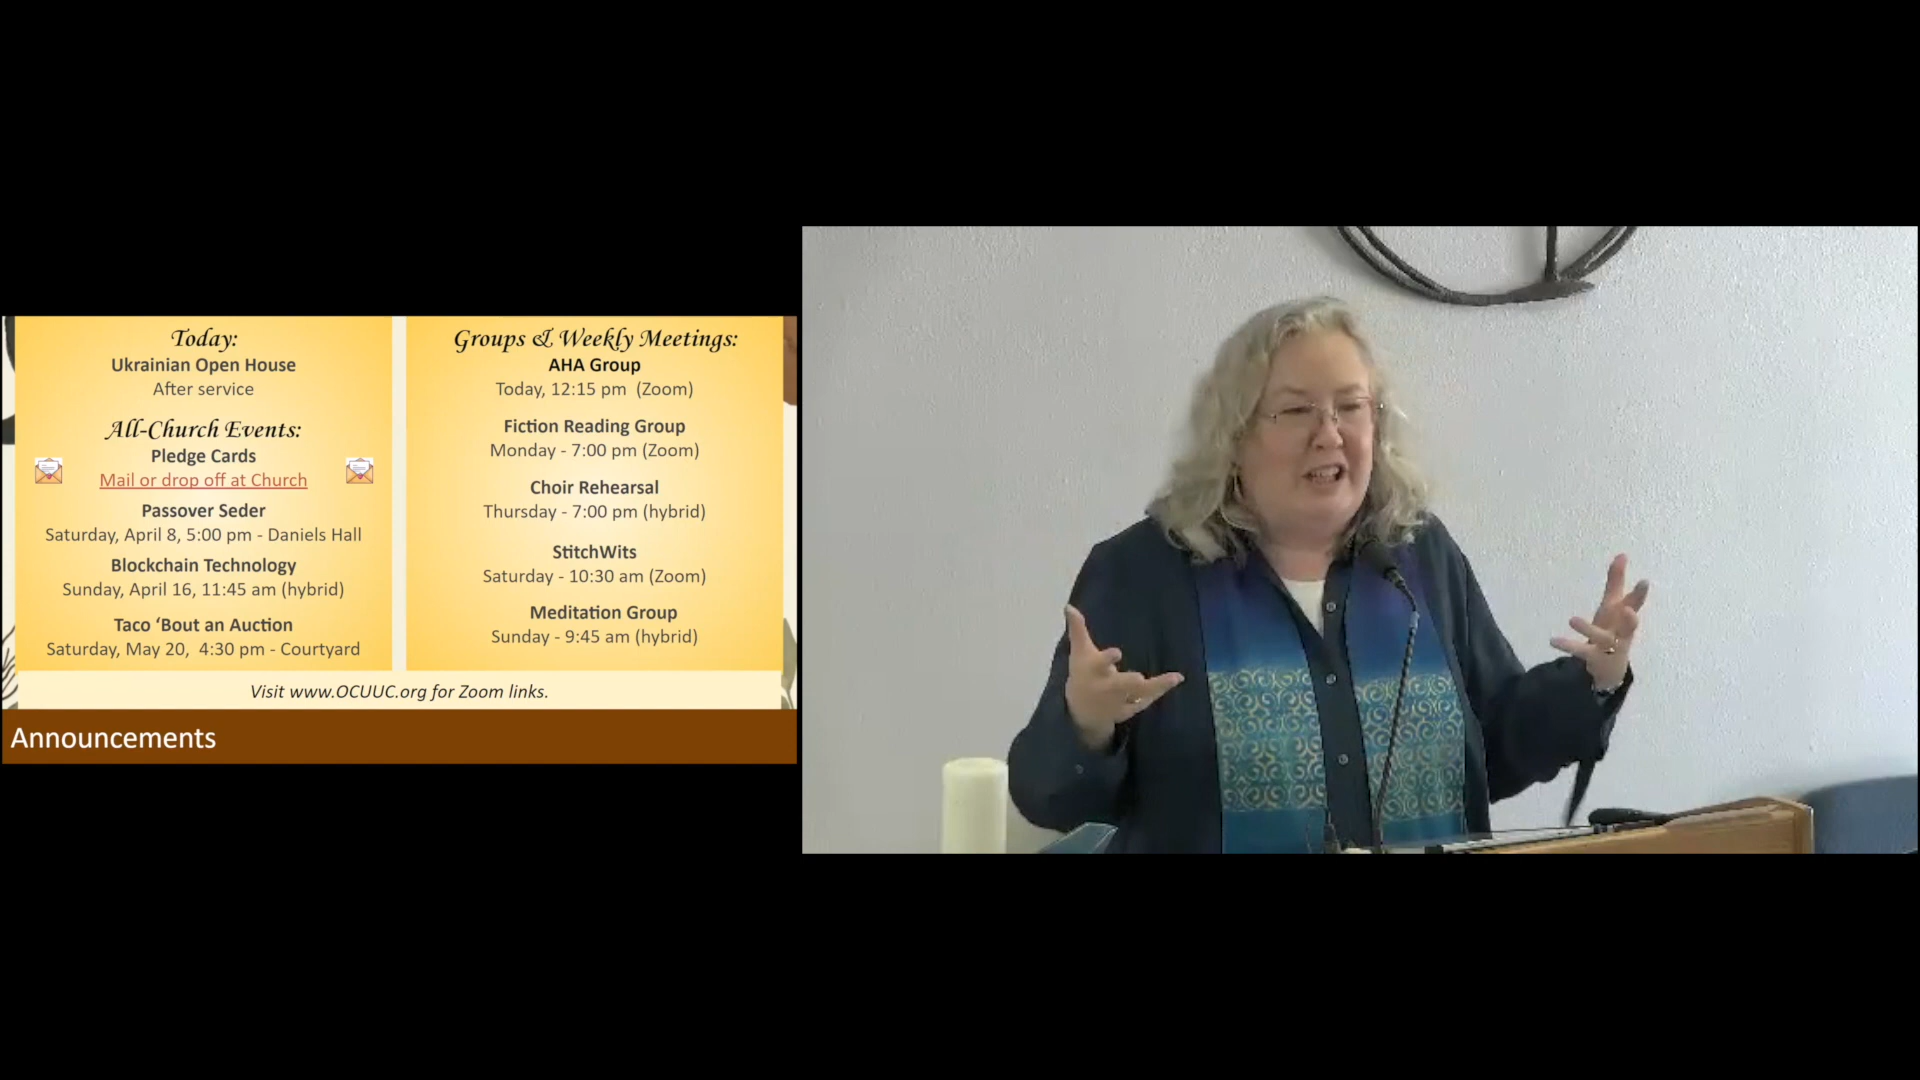 Today:
Ukrainian Open House
After service
All-Church Events:
Pledge Cards
Mail or drop off at Church
Passover Seder
Saturday, April 8, 5:00 pm - Daniels Hall
Blockchain Technology
Sunday, April 16, 11:45 am (hybrid)
Taco ‘Bout an Auction
Saturday, May 20,  4:30 pm - Courtyard
Groups & Weekly Meetings:
AHA Group
Today, 12:15 pm  (Zoom)
Fiction Reading Group
Monday - 7:00 pm (Zoom)
Choir Rehearsal
Thursday - 7:00 pm (hybrid)
StitchWits
Saturday - 10:30 am (Zoom)
Meditation Group
Sunday - 9:45 am (hybrid)
Visit www.OCUUC.org for Zoom links.
Announcements